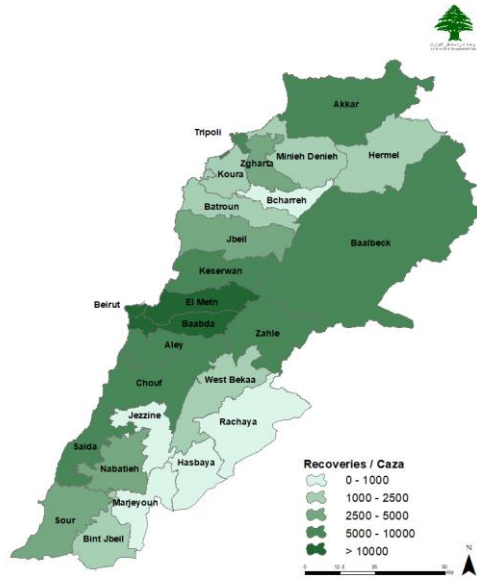 Akkar
Tripoli
Zgharta
Minieh Denieh
Hermel
Koura
Bcharreh
Batroun
Jbeil
Baalbeck
Keserwan
Beirut
El Metn
Baabda
Zahle
Aley
Chouf
West Bekaa
Jezzine
Rachaya
Saida
Hasbaya
Nabatieh
Marjeyoun
Sour
Bint Jbeil
Recoveries / Caza
0 - 1000
1000 - 2500
2500 - 5000
5000 - 10000
> 10000
N